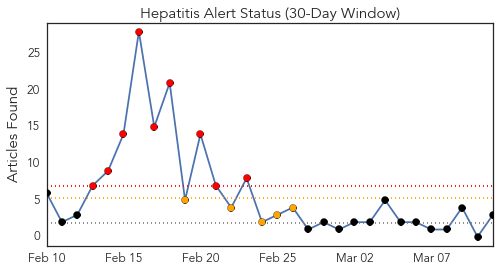 Hepatitis Alert Status (30-Day Window)
Articles Found
25
20
15
10
5
0
Feb 10
Feb 15
Feb 20
Feb 25
Mar 02
Mar 07